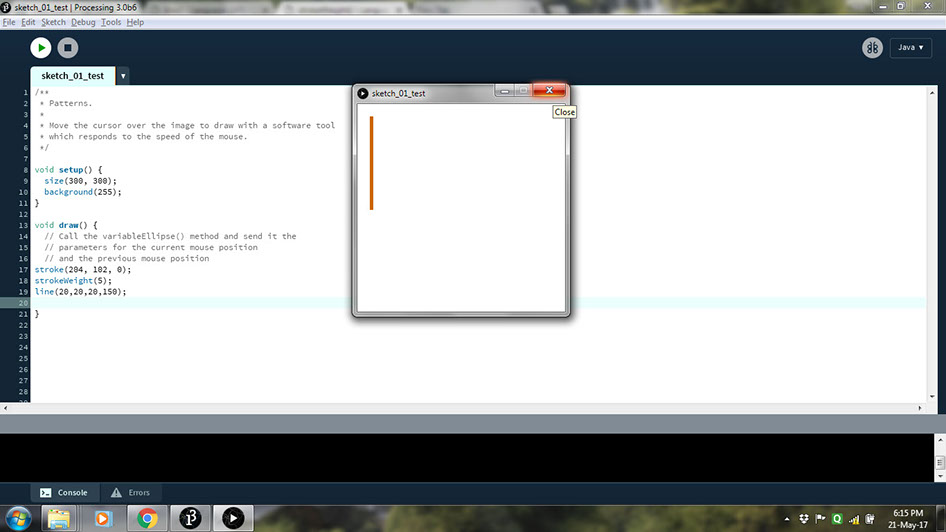 sketch_01_test | Processing 3.0b6
File Edit Sketch Debug Tools Help
Java
sketch_01_test
1 /**
2 * Patterns.
3 *
4 * Move the cursor over the image to draw with a software tool
5 * which responds to the speed of the mouse.
6 */
7
8 void setup() {
9 size(300, 300);
10 background(255);
11 }
12
13 void draw() {
14 // Call the variableEllipse() method and send it the
15 // parameters for the current mouse position
16 // and the previous mouse position
17 stroke(204, 102, 0);
18 strokeWeight(5);
19 line(20,20,20,150);
20
21 }
22
23
24
25
26
27
28
sketch_01_test
Close
Console Errors
6:15 PM
21-May-17